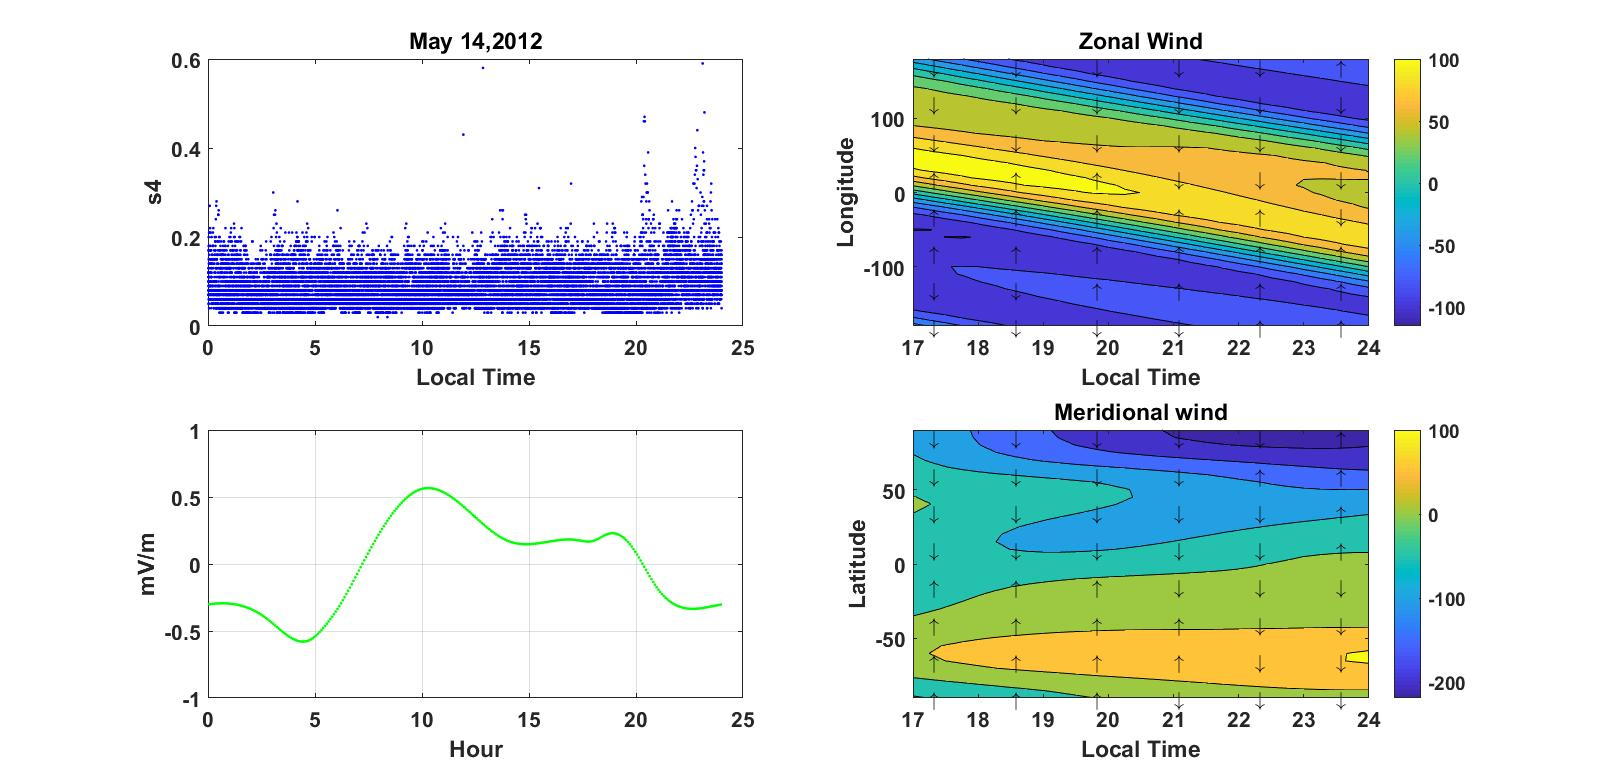 May 14,2012
0.6
0.4
0.2
0
s4
0 5 10 15 20 25
Local Time
Zonal Wind
100
0
-100
Longitude
17 18 19 20 21 22 23 24
Local Time
100
50
0
-50
-100
1
0.5
0
-0.5
-1
mV/m
0 5 10 15 20 25
Hour
Meridional wind
50
0
-50
Latitude
17 18 19 20 21 22 23 24
Local Time
100
0
-100
-200